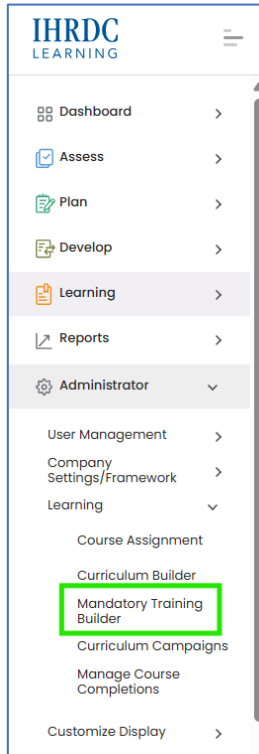 IHRDC
LEARNING
Dashboard
Assess
Plan
Develop
Learning
Reports
Administrator
User Management
Company
Settings/Framework
Learning
Course Assignment
Curriculum Builder
Mandatory Training
Builder
Curriculum Campaigns
Manage Course
Completions
Customize Display